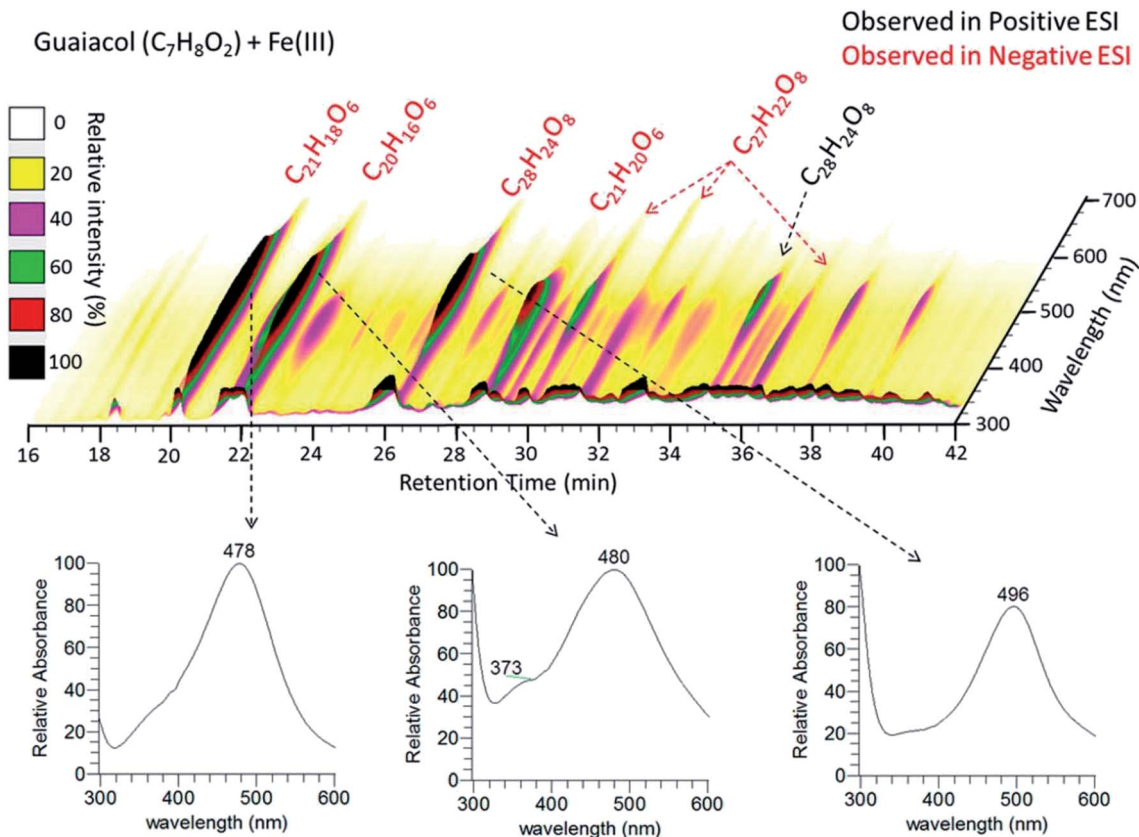 Guaiacol (C₇H₈O₂) + Fe(III)
Observed in Positive ESI
Observed in Negative ESI
0
20
40
60
80
100
Relative intensity (%)
C₂₁H₁₈O₆
C₂₀H₁₆O₆
C₂₈H₂₄O₈
C₂₁H₂₀O₆
C₂₇H₂₂O₈
C₂₈H₂₄O₈
700
600
500
400
300
Wavelength (nm)
16 18 20 22 24 26 28 30 32 34 36 38 40 42
Retention Time (min)
478
100
80
60
40
20
0
Relative Absorbance
300 400 500 600
wavelength (nm)
480
373
100
80
60
40
20
0
Relative Absorbance
300 400 500 600
wavelength (nm)
496
100
80
60
40
20
0
Relative Absorbance
300 400 500 600
wavelength (nm)